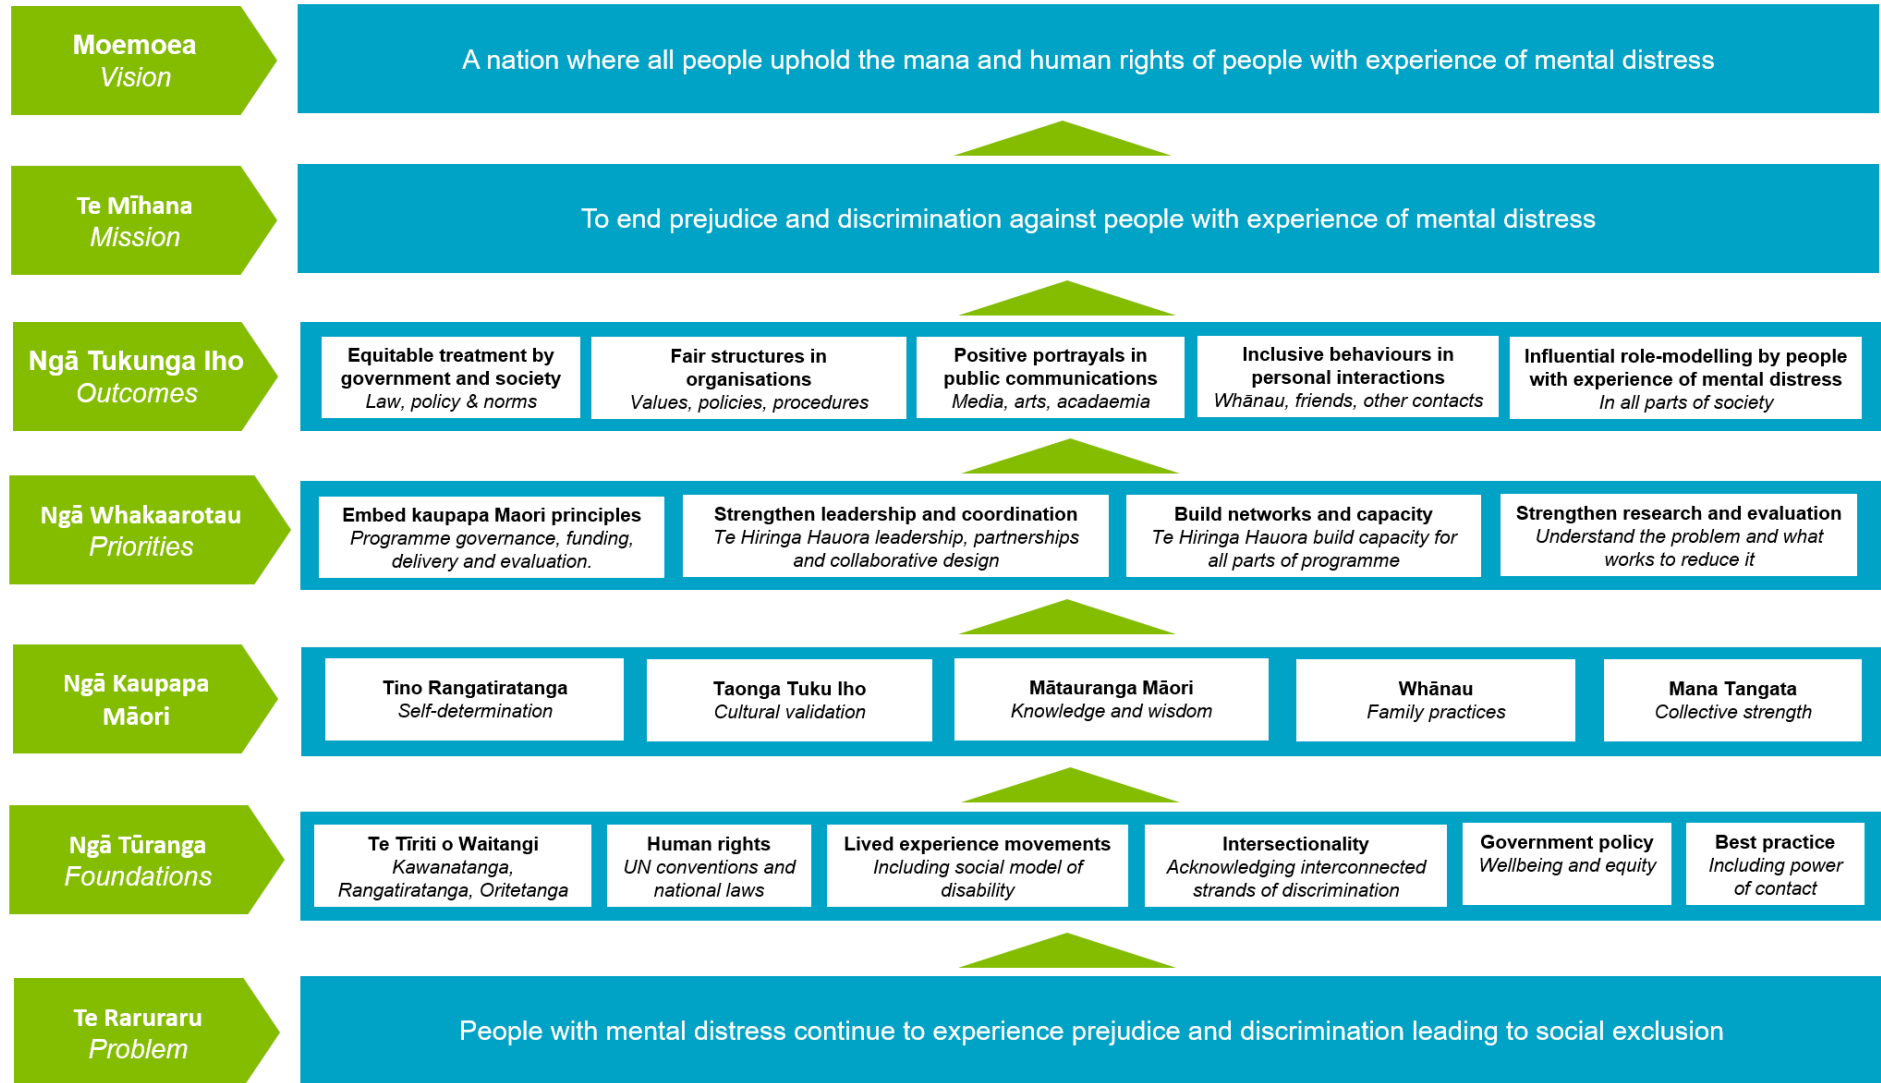 Moemoea
Vision
A nation where all people uphold the mana and human rights of people with experience of mental distress
Te Mīhana
Mission
To end prejudice and discrimination against people with experience of mental distress
Ngā Tukunga Iho
Outcomes
Equitable treatment by
government and society
Law, policy & norms
Fair structures in
organisations
Values, policies, procedures
Positive portrayals in
public communications
Media, arts, acadaemia
Inclusive behaviours in
personal interactions
Whānau, friends, other contacts
Influential role-modelling by people
with experience of mental distress
In all parts of society
Ngā Whakaarotau
Priorities
Embed kaupapa Maori principles
Programme governance, funding,
delivery and evaluation.
Strengthen leadership and coordination
Te Hiringa Hauora leadership, partnerships
and collaborative design
Build networks and capacity
Te Hiringa Hauora build capacity for
all parts of programme
Strengthen research and evaluation
Understand the problem and what
works to reduce it
Ngā Kaupapa
Māori
Tino Rangatiratanga
Self-determination
Taonga Tuku Iho
Cultural validation
Mātauranga Māori
Knowledge and wisdom
Whānau
Family practices
Mana Tangata
Collective strength
Ngā Tūranga
Foundations
Te Tīriti o Waitangi
Kawanatanga,
Rangatiratanga, Oritetanga
Human rights
UN conventions and
national laws
Lived experience movements
Including social model of
disability
Intersectionality
Acknowledging interconnected
strands of discrimination
Government policy
Wellbeing and equity
Best practice
Including power
of contact
Te Raruraru
Problem
People with mental distress continue to experience prejudice and discrimination leading to social exclusion